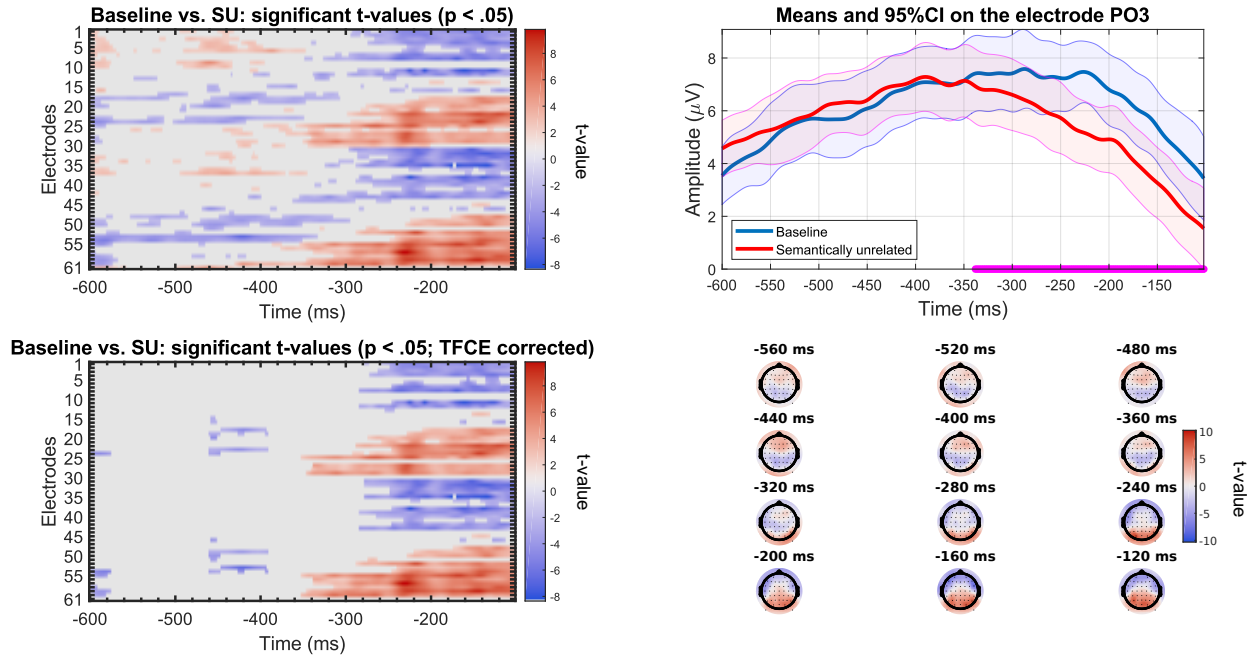 Baseline vs. SU: significant t-values (p < .05)
Electrodes
1
5
10
15
20
25
30
35
40
45
50
55
61
-600 -500 -400 -300 -200
Time (ms)
8
6
4
2
0
-2
-4
-6
-8
t-value
Means and 95%CI on the electrode PO3
Amplitude (μV)
8
6
4
2
0
Baseline
Semantically unrelated
-600 -550 -500 -450 -400 -350 -300 -250 -200 -150
Time (ms)
Baseline vs. SU: significant t-values (p < .05; TFCE corrected)
Electrodes
1
5
10
15
20
25
30
35
40
45
50
55
61
-600 -500 -400 -300 -200
Time (ms)
8
6
4
2
0
-2
-4
-6
-8
t-value
-560 ms -520 ms -480 ms
-440 ms -400 ms -360 ms
-320 ms -280 ms -240 ms
-200 ms -160 ms -120 ms
10
5
0
-5
-10
t-value